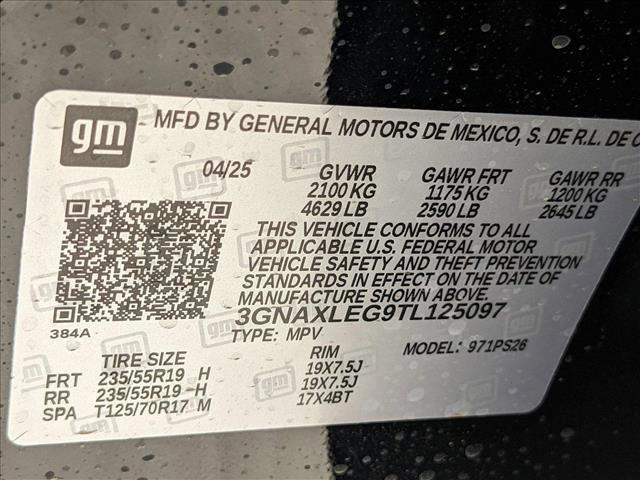 gm
MFD BY GENERAL MOTORS DE MEXICO, S. DE R.L. DE C
04/25 GVWR GAWR FRT GAWR RR
2100 KG 1175 KG 1200 KG
4629 LB 2590 LB 2645 LB
THIS VEHICLE CONFORMS TO ALL
APPLICABLE U.S. FEDERAL MOTOR
VEHICLE SAFETY AND THEFT PREVENTION
STANDARDS IN EFFECT ON THE DATE OF
MANUFACTURE SHOWN ABOVE.
3GNAXLEG9TL125097
384A
TYPE: MPV MODEL: 971PS26
TIRE SIZE RIM
FRT 235/55R19 H 19X7.5J
RR 235/55R19 H 19X7.5J
SPA T125/70R17 M 17X4BT